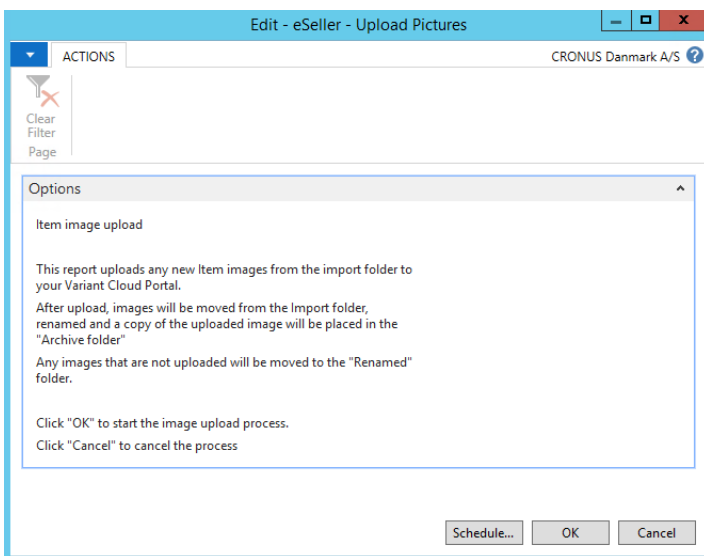 Edit - eSeller - Upload Pictures
ACTIONS
CRONUS Danmark A/S
Clear
Filter
Page
Options
Item image upload
This report uploads any new Item images from the import folder to
your Variant Cloud Portal.
After upload, images will be moved from the Import folder,
renamed and a copy of the uploaded image will be placed in the
"Archive folder"
Any images that are not uploaded will be moved to the "Renamed"
folder.
Click "OK" to start the image upload process.
Click "Cancel" to cancel the process
Schedule...
OK
Cancel